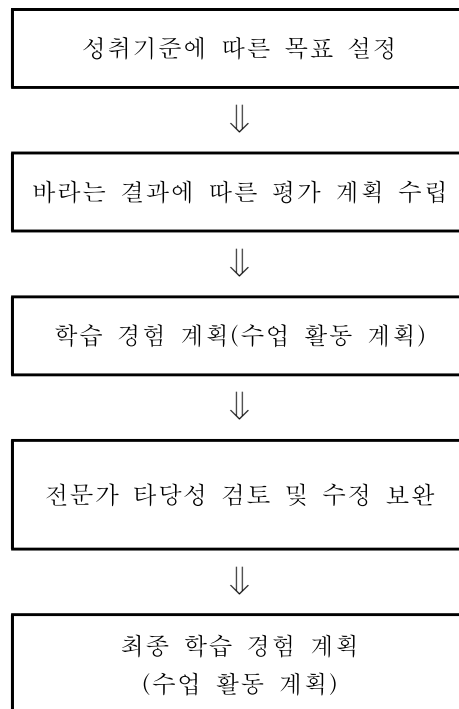 성취기준에 따른 목표 설정
⇓
바라는 결과에 따른 평가 계획 수립
⇓
학습 경험 계획(수업 활동 계획)
⇓
전문가 타당성 검토 및 수정 보완
⇓
최종 학습 경험 계획
(수업 활동 계획)